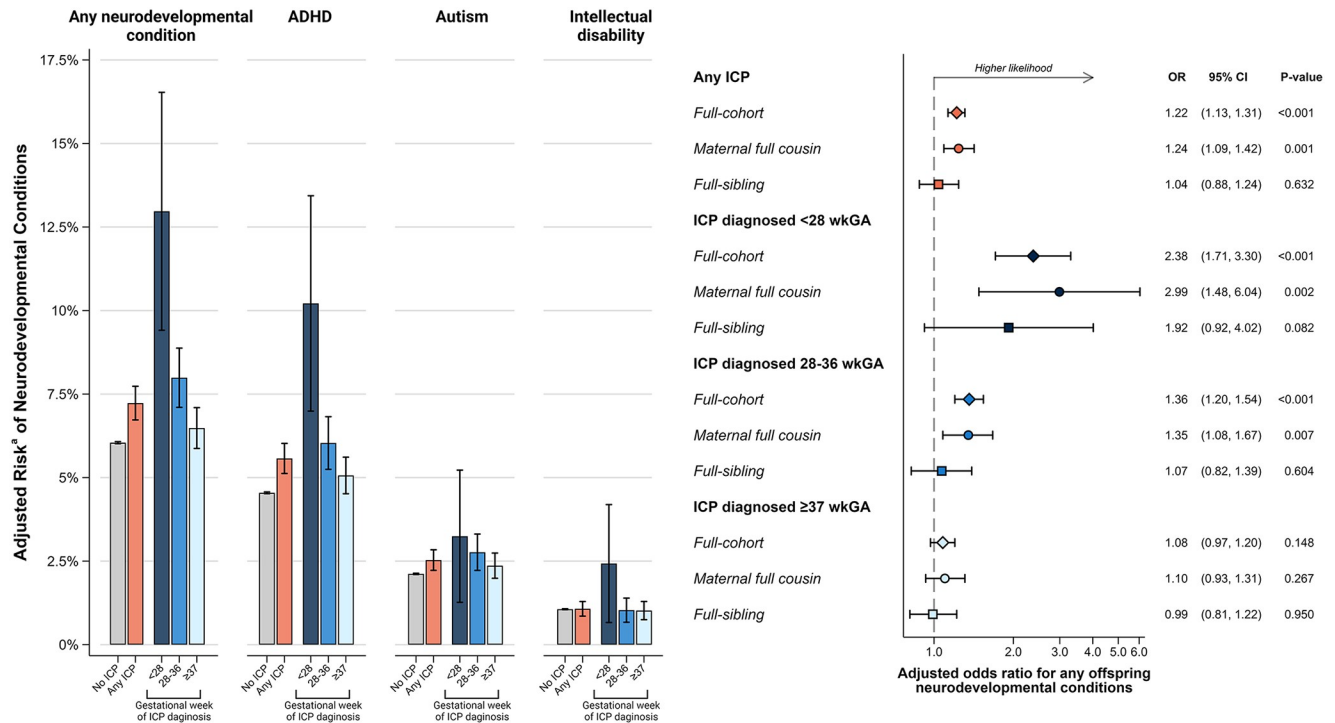 Any neurodevelopmental
condition
ADHD
Autism
Intellectual
disability
Adjusted Riskª of Neurodevelopmental Conditions
17.5%
15%
12.5%
10%
7.5%
5%
2.5%
0%
No ICP
Any ICP
<28
28-36
≥37
Gestational week
of ICP daginosis
No ICP
Any ICP
<28
28-36
≥37
Gestational week
of ICP daginosis
No ICP
Any ICP
<28
28-36
≥37
Gestational week
of ICP daginosis
No ICP
Any ICP
<28
28-36
≥37
Gestational week
of ICP daginosis
Higher likelihood
Any ICP OR 95% CI P-value
Full-cohort 1.22 (1.13, 1.31) <0.001
Maternal full cousin 1.24 (1.09, 1.42) 0.001
Full-sibling 1.04 (0.88, 1.24) 0.632
ICP diagnosed <28 wkGA
Full-cohort 2.38 (1.71, 3.30) <0.001
Maternal full cousin 2.99 (1.48, 6.04) 0.002
Full-sibling 1.92 (0.92, 4.02) 0.082
ICP diagnosed 28-36 wkGA
Full-cohort 1.36 (1.20, 1.54) <0.001
Maternal full cousin 1.35 (1.08, 1.67) 0.007
Full-sibling 1.07 (0.82, 1.39) 0.604
ICP diagnosed ≥37 wkGA
Full-cohort 1.08 (0.97, 1.20) 0.148
Maternal full cousin 1.10 (0.93, 1.31) 0.267
Full-sibling 0.99 (0.81, 1.22) 0.950
1.0 2.0 3.0 4.0 5.0 6.0
Adjusted odds ratio for any offspring
neurodevelopmental conditions